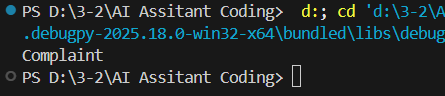 PS D:\3-2\AI Assitant Coding> d:; cd 'd:\3-2\A
.debugpy-2025.18.0-win32-x64\bundled\libs\debug
Complaint
PS D:\3-2\AI Assitant Coding>